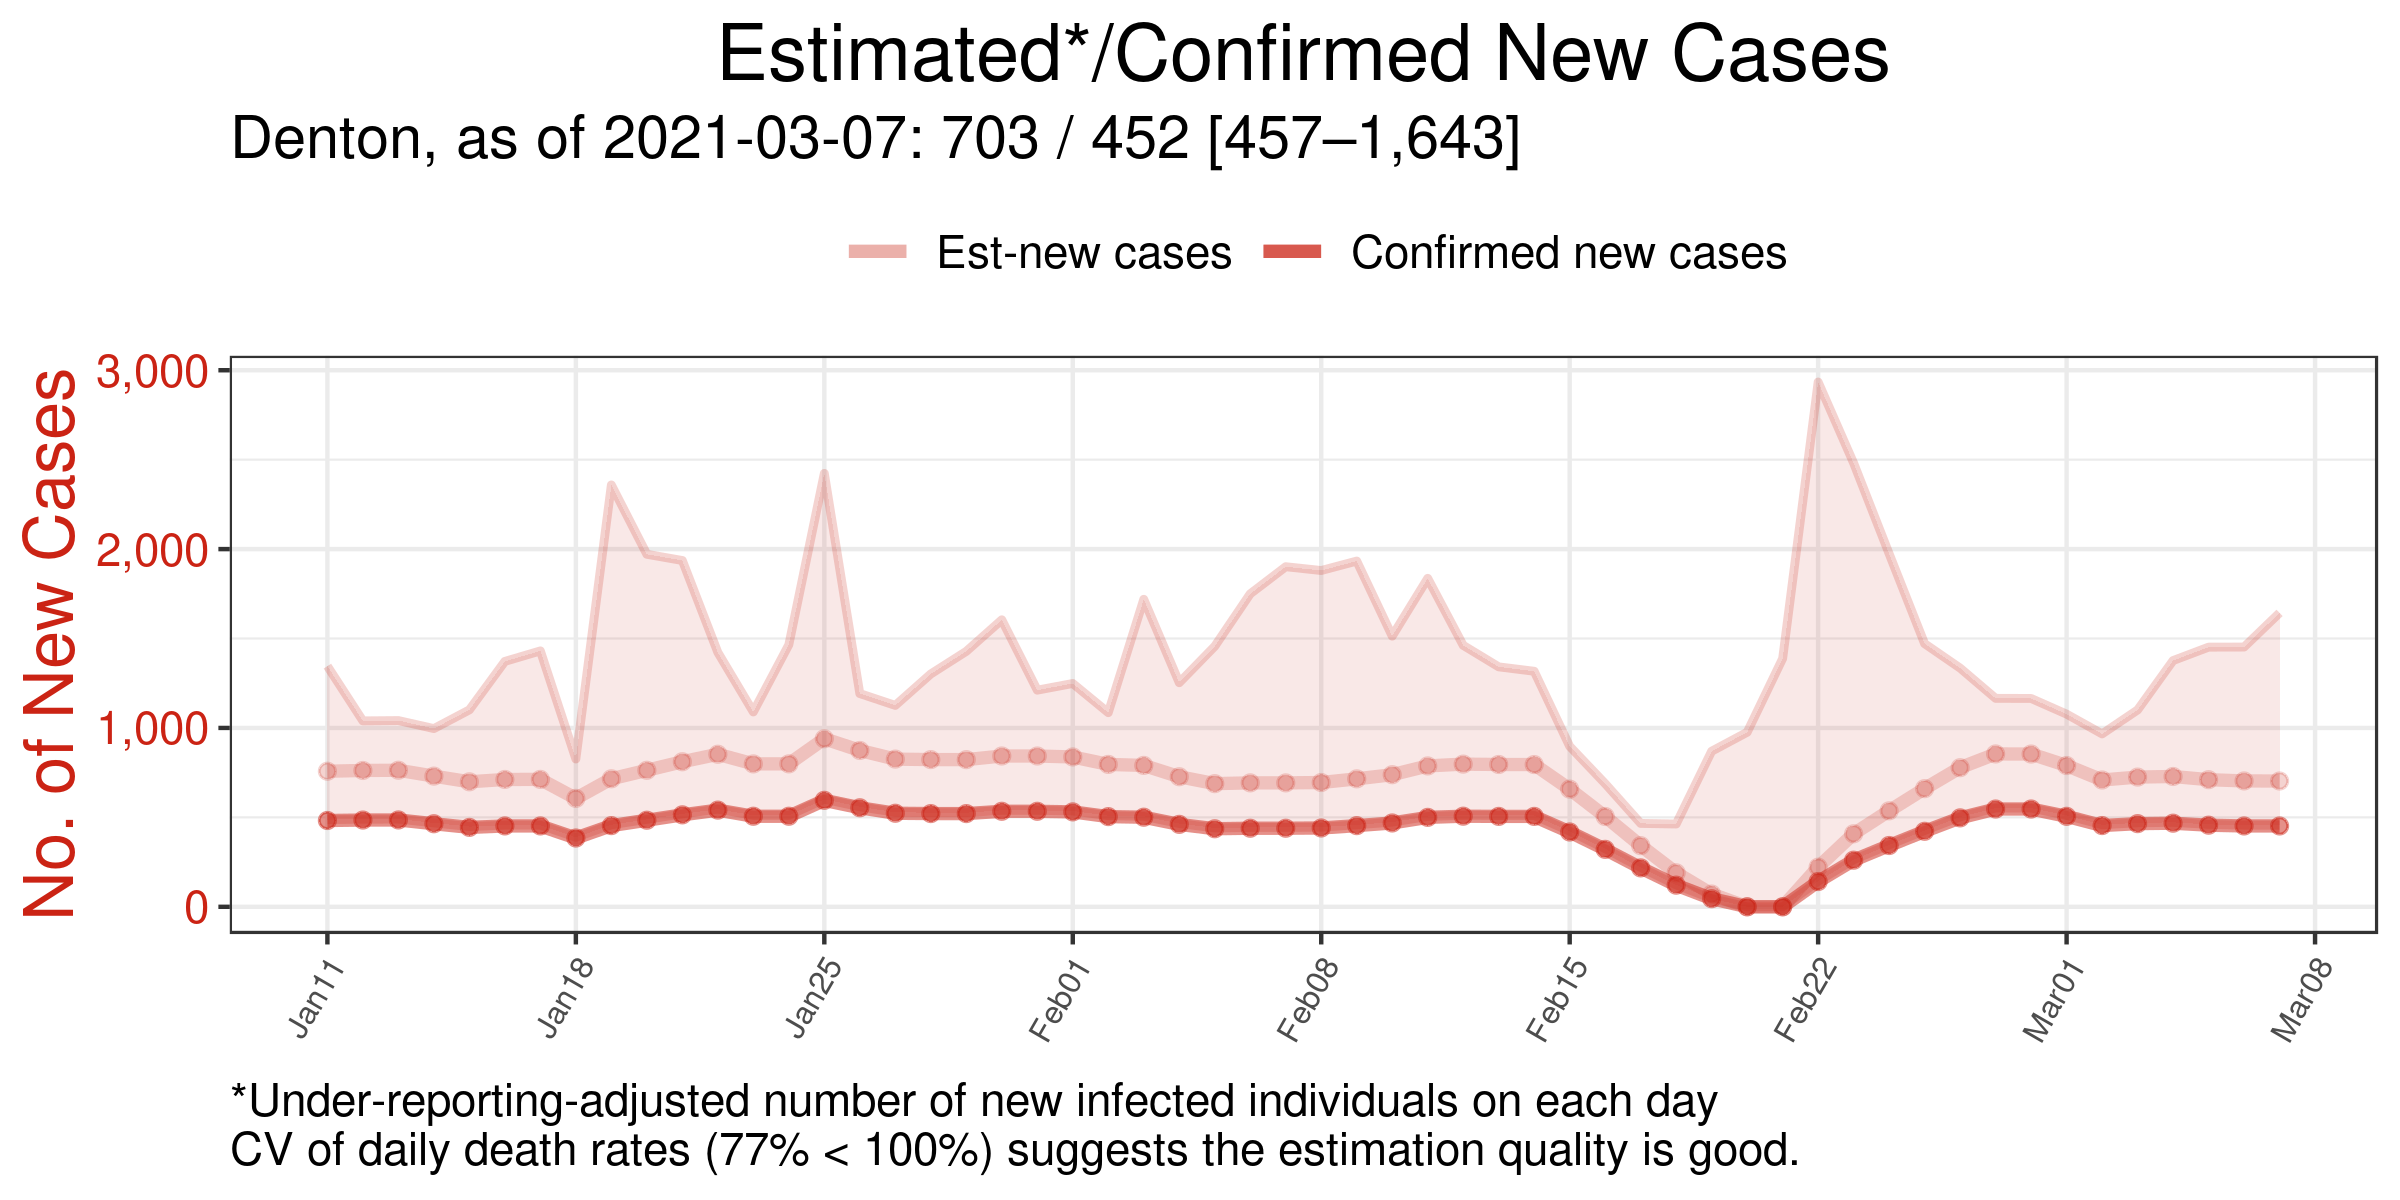 Estimated*/Confirmed New Cases
Denton, as of 2021-03-07: 703 / 452 [457–1,643]
Est-new cases
Confirmed new cases
No. of New Cases
3,000
2,000
1,000
0
Jan11
Jan18
Jan25
Feb01
Feb08
Feb15
Feb22
Mar01
Mar08
*Under-reporting-adjusted number of new infected individuals on each day
CV of daily death rates (77% < 100%) suggests the estimation quality is good.